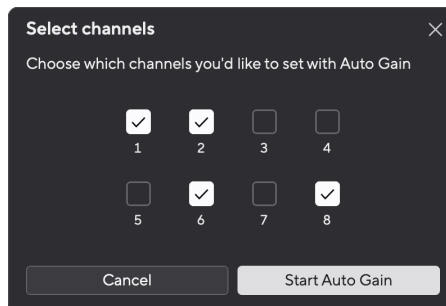 Select channels
Choose which channels you'd like to set with Auto Gain
1 2 3 4
5 6 7 8
Cancel Start Auto Gain